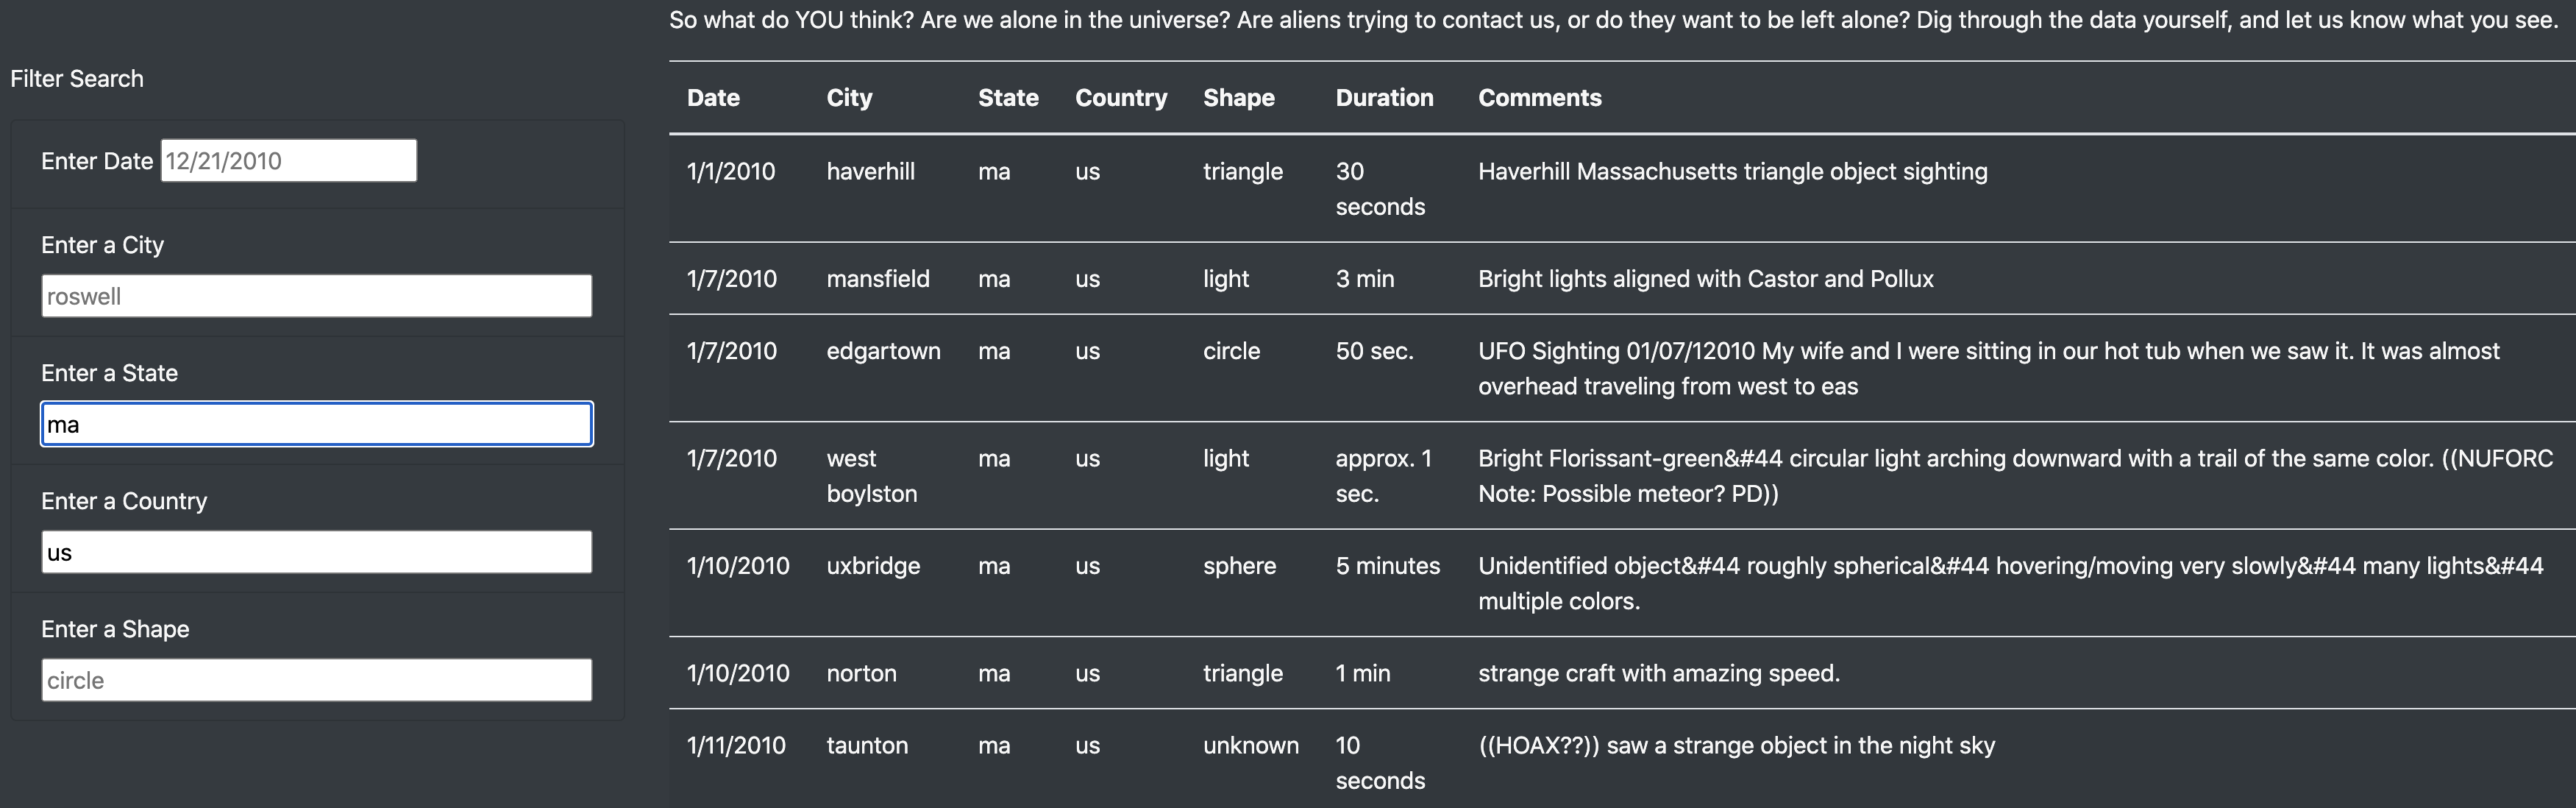 So what do YOU think? Are we alone in the universe? Are aliens trying to contact us, or do they want to be left alone? Dig through the data yourself, and let us know what you see.
Filter Search
Enter Date 12/21/2010
Enter a City
roswell
Enter a State
ma
Enter a Country
us
Enter a Shape
circle
Date City State Country Shape Duration Comments
1/1/2010 haverhill ma us triangle 30 Haverhill Massachusetts triangle object sighting
seconds
1/7/2010 mansfield ma us light 3 min Bright lights aligned with Castor and Pollux
1/7/2010 edgartown ma us circle 50 sec. UFO Sighting 01/07/12010 My wife and I were sitting in our hot tub when we saw it. It was almost
overhead traveling from west to eas
1/7/2010 west ma us light approx. 1 Bright Florissant-green&#44 circular light arching downward with a trail of the same color. ((NUFORC
boylston sec. Note: Possible meteor? PD))
1/10/2010 uxbridge ma us sphere 5 minutes Unidentified object&#44 roughly spherical&#44 hovering/moving very slowly&#44 many lights&#44
multiple colors.
1/10/2010 norton ma us triangle 1 min strange craft with amazing speed.
1/11/2010 taunton ma us unknown 10 ((HOAX??)) saw a strange object in the night sky
seconds